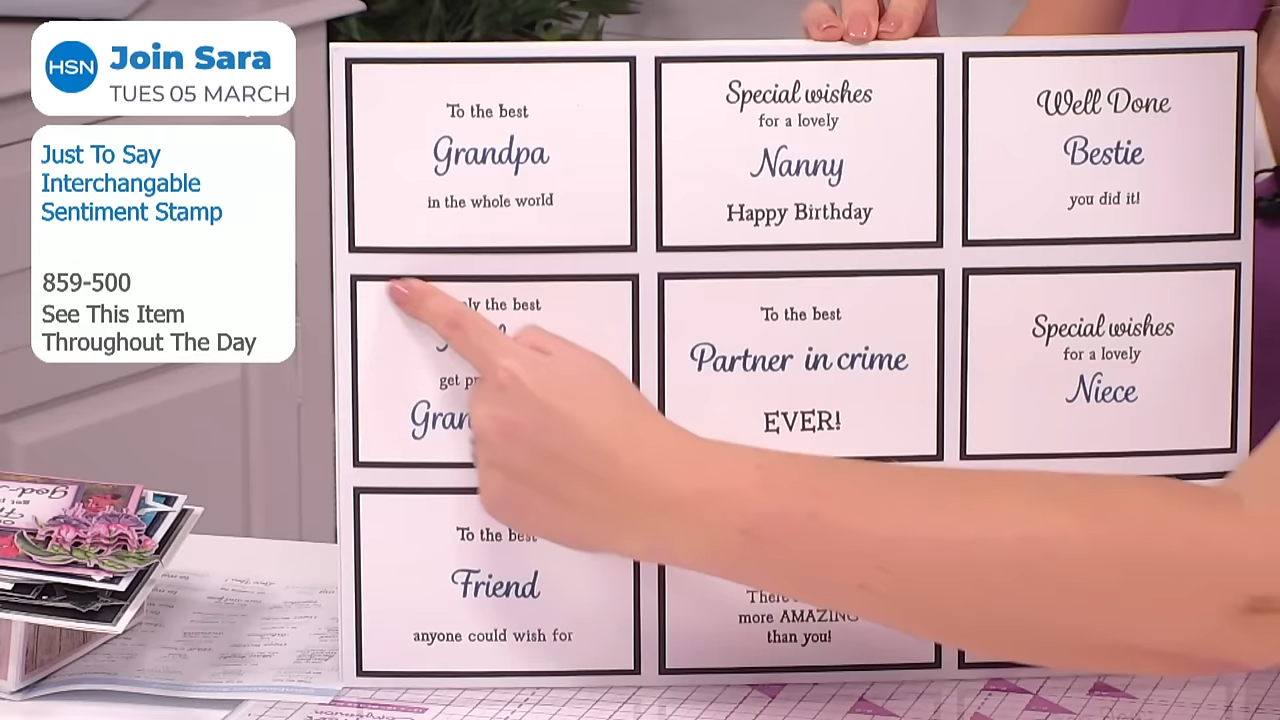 HSN
Join Sara
TUES 05 MARCH
Just To Say
Interchangable
Sentiment Stamp
859-500
See This Item
Throughout The Day
To the best
Grandpa
in the whole world
Special wishes
for a lovely
Nanny
Happy Birthday
Well Done
Bestie
you did it!
the best
get
To the best
Partner in crime
EVER!
Special wishes
for a lovely
Niece
To the best
Friend
anyone could wish for
more AMAZING
than you!